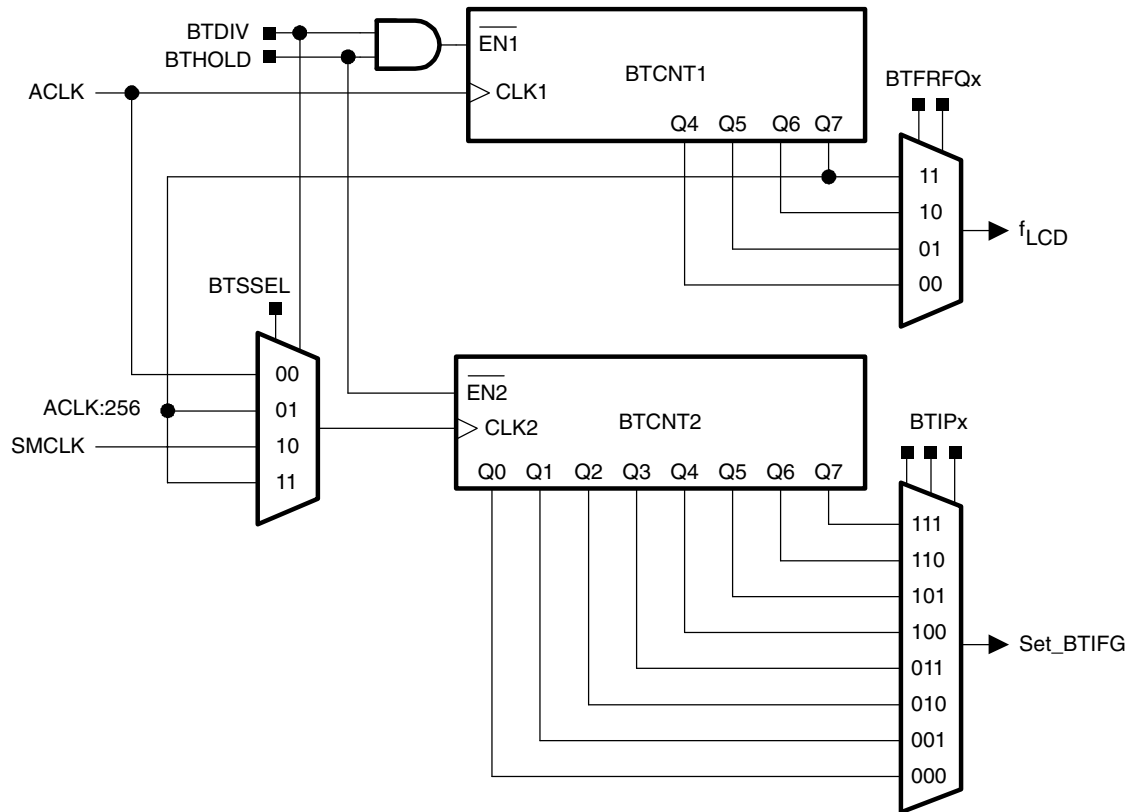 BTDIV
BTHOLD
EN1
ACLK
CLK1
BTCNT1
Q4 Q5 Q6 Q7
BTFRFQx
11
10
01
00
fLCD
BTSSEL
00
01
10
11
ACLK:256
SMCLK
EN2
CLK2
BTCNT2
Q0 Q1 Q2 Q3 Q4 Q5 Q6 Q7
BTIPx
111
110
101
100
011
010
001
000
Set_BTIFG